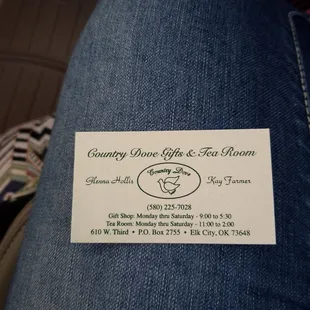 Country Dove Gifts & Tea Room
Glenna Hollis
Country Dove
Kay Farmer
(580) 225-7028
Gift Shop: Monday thru Saturday - 9:00 to 5:30
Tea Room: Monday thru Saturday - 11:00 to 2:00
610 W. Third • P.O. Box 2755 • Elk City, OK 73648